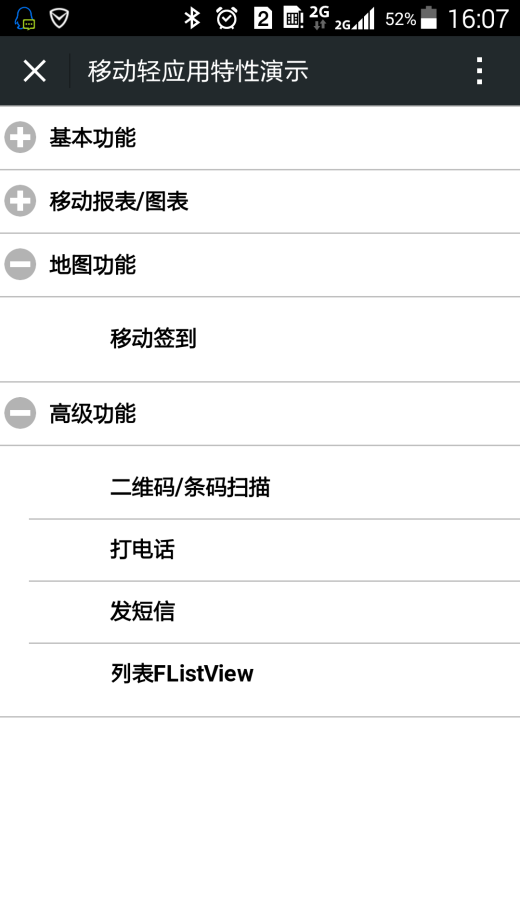 2 2G 2G 52% 16:07
移动轻应用特性演示
基本功能
移动报表/图表
地图功能
移动签到
高级功能
二维码/条码扫描
打电话
发短信
列表FListView